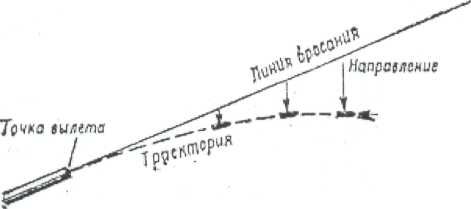 Линия бросания
Направление
Точка вылета
Траектория